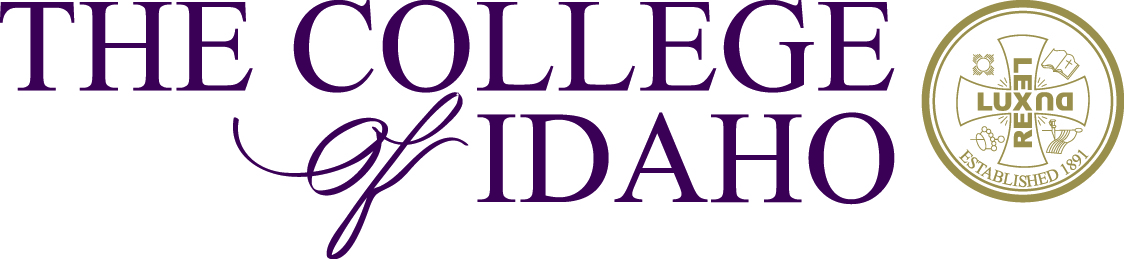 THE COLLEGE
of IDAHO
LEX
LUX DUX
REX
ESTABLISHED 1891